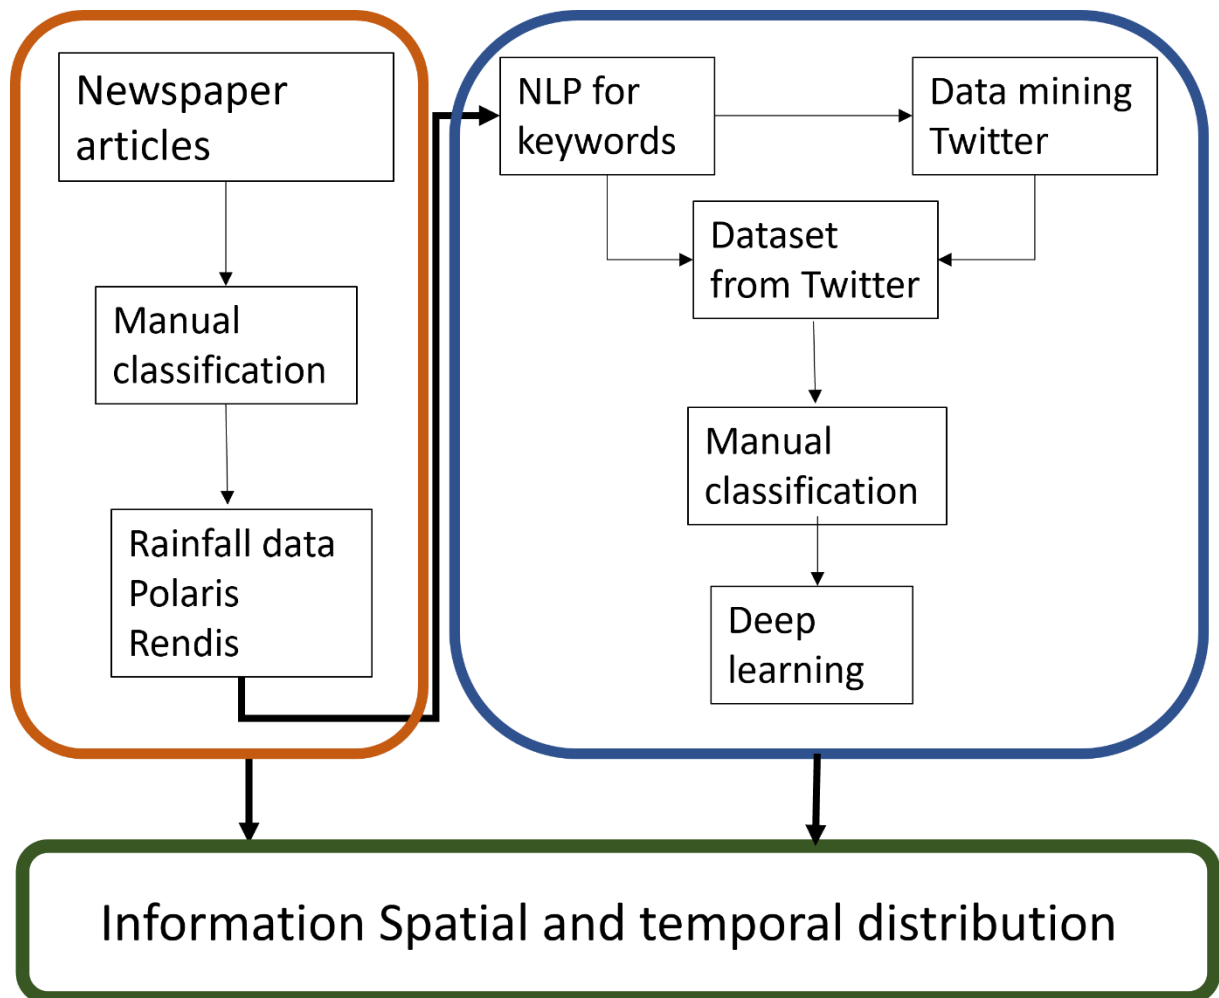 Newspaper
articles
Manual
classification
Rainfall data
Polaris
Rendis
NLP for
keywords
Data mining
Twitter
Dataset
from Twitter
Manual
classification
Deep
learning
Information Spatial and temporal distribution